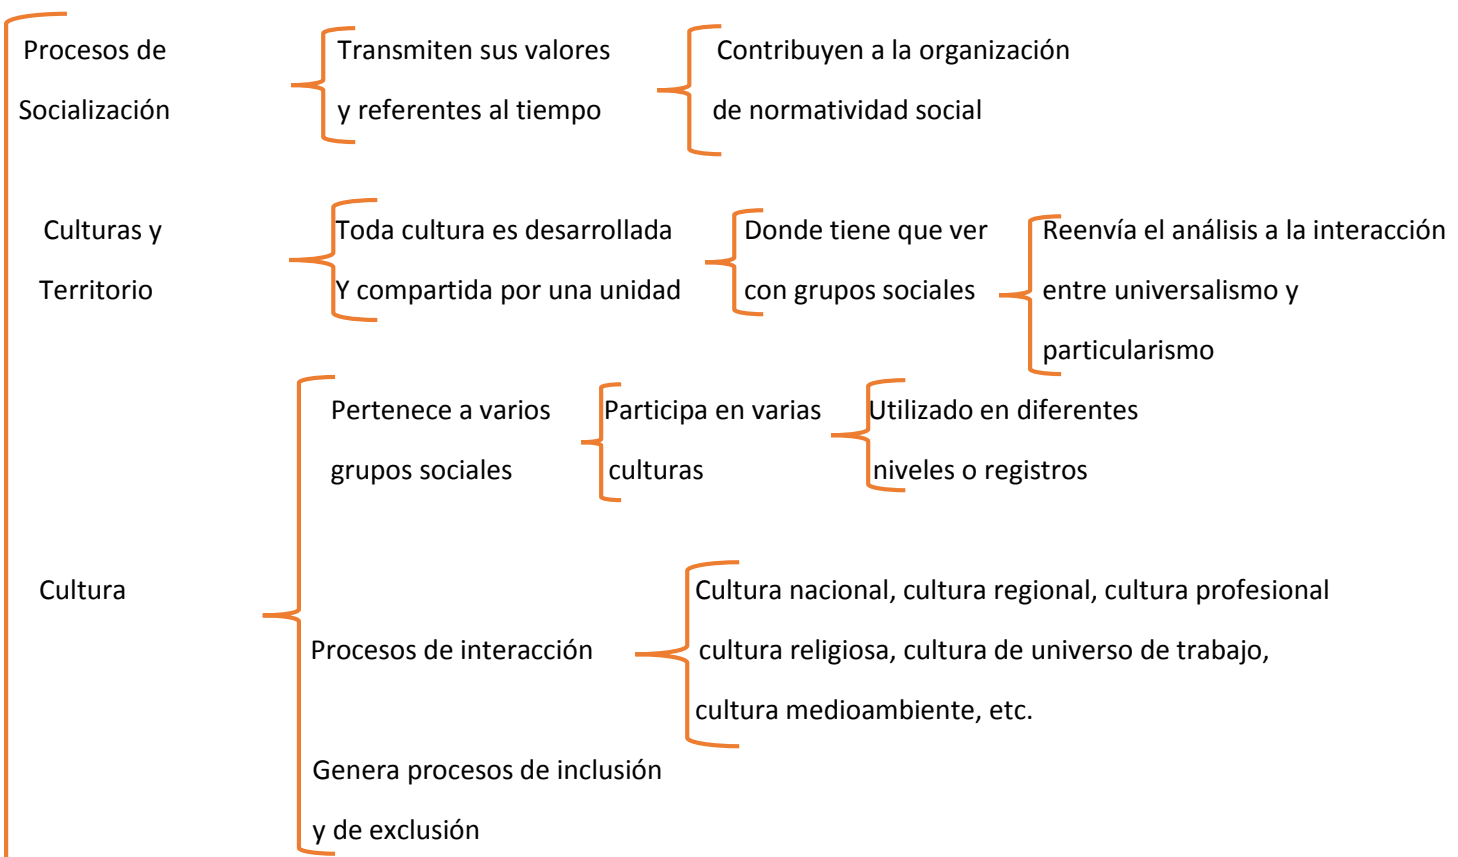 Procesos de
Socialización
Transmiten sus valores
y referentes al tiempo
Contribuyen a la organización
de normatividad social
Culturas y
Territorio
Toda cultura es desarrollada
Y compartida por una unidad
Donde tiene que ver
con grupos sociales
Reenvía el análisis a la interacción
entre universalismo y
particularismo
Cultura
Pertenece a varios
grupos sociales
Participa en varias
culturas
Utilizado en diferentes
niveles o registros
Procesos de interacción
Cultura nacional, cultura regional, cultura profesional
cultura religiosa, cultura de universo de trabajo,
cultura medioambiente, etc.
Genera procesos de inclusión
y de exclusión